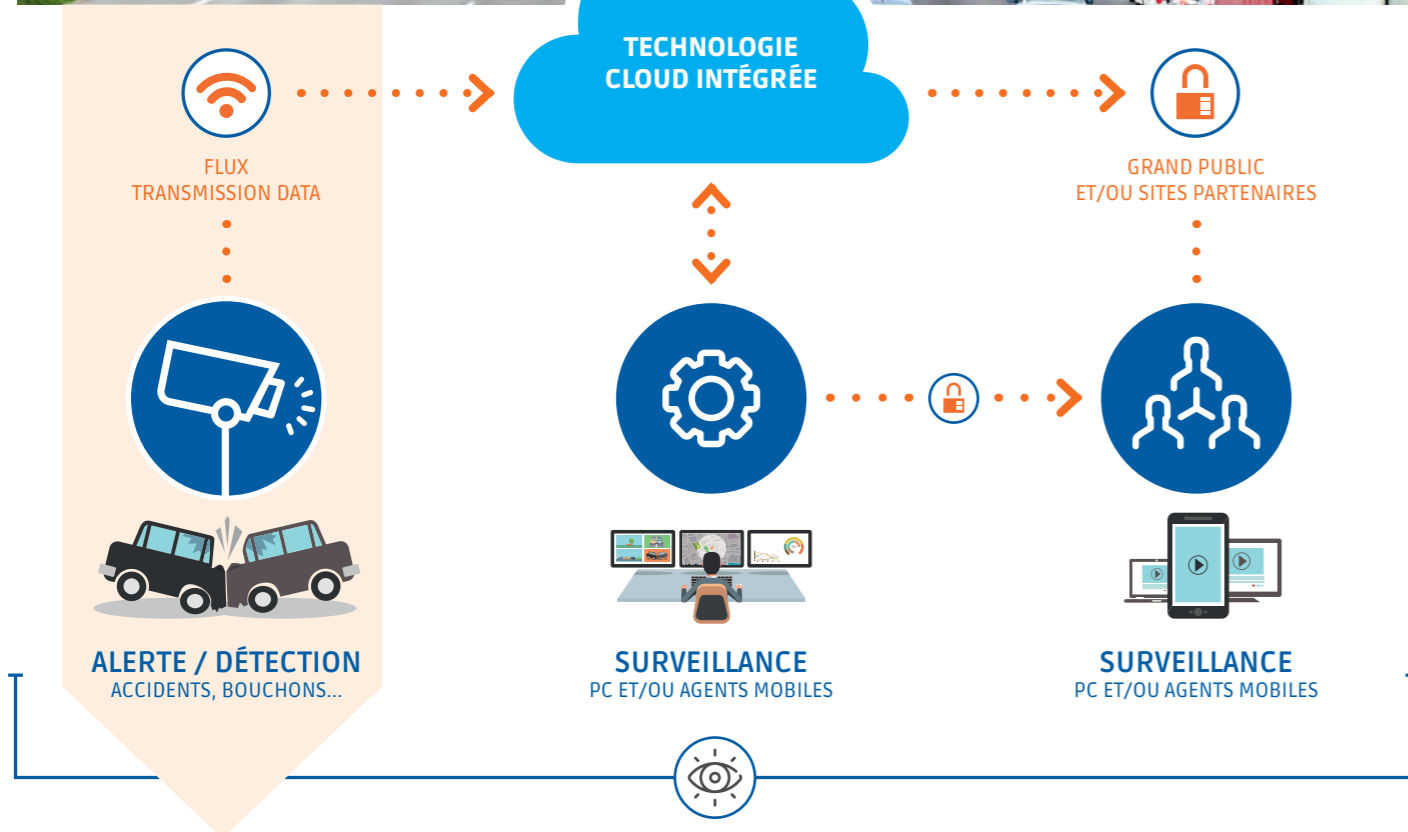 TECHNOLOGIE
CLOUD INTÉGRÉE
FLUX
TRANSMISSION DATA
GRAND PUBLIC
ET/OU SITES PARTENAIRES
ALERTE / DÉTECTION
ACCIDENTS, BOUCHONS...
SURVEILLANCE
PC ET/OU AGENTS MOBILES
SURVEILLANCE
PC ET/OU AGENTS MOBILES